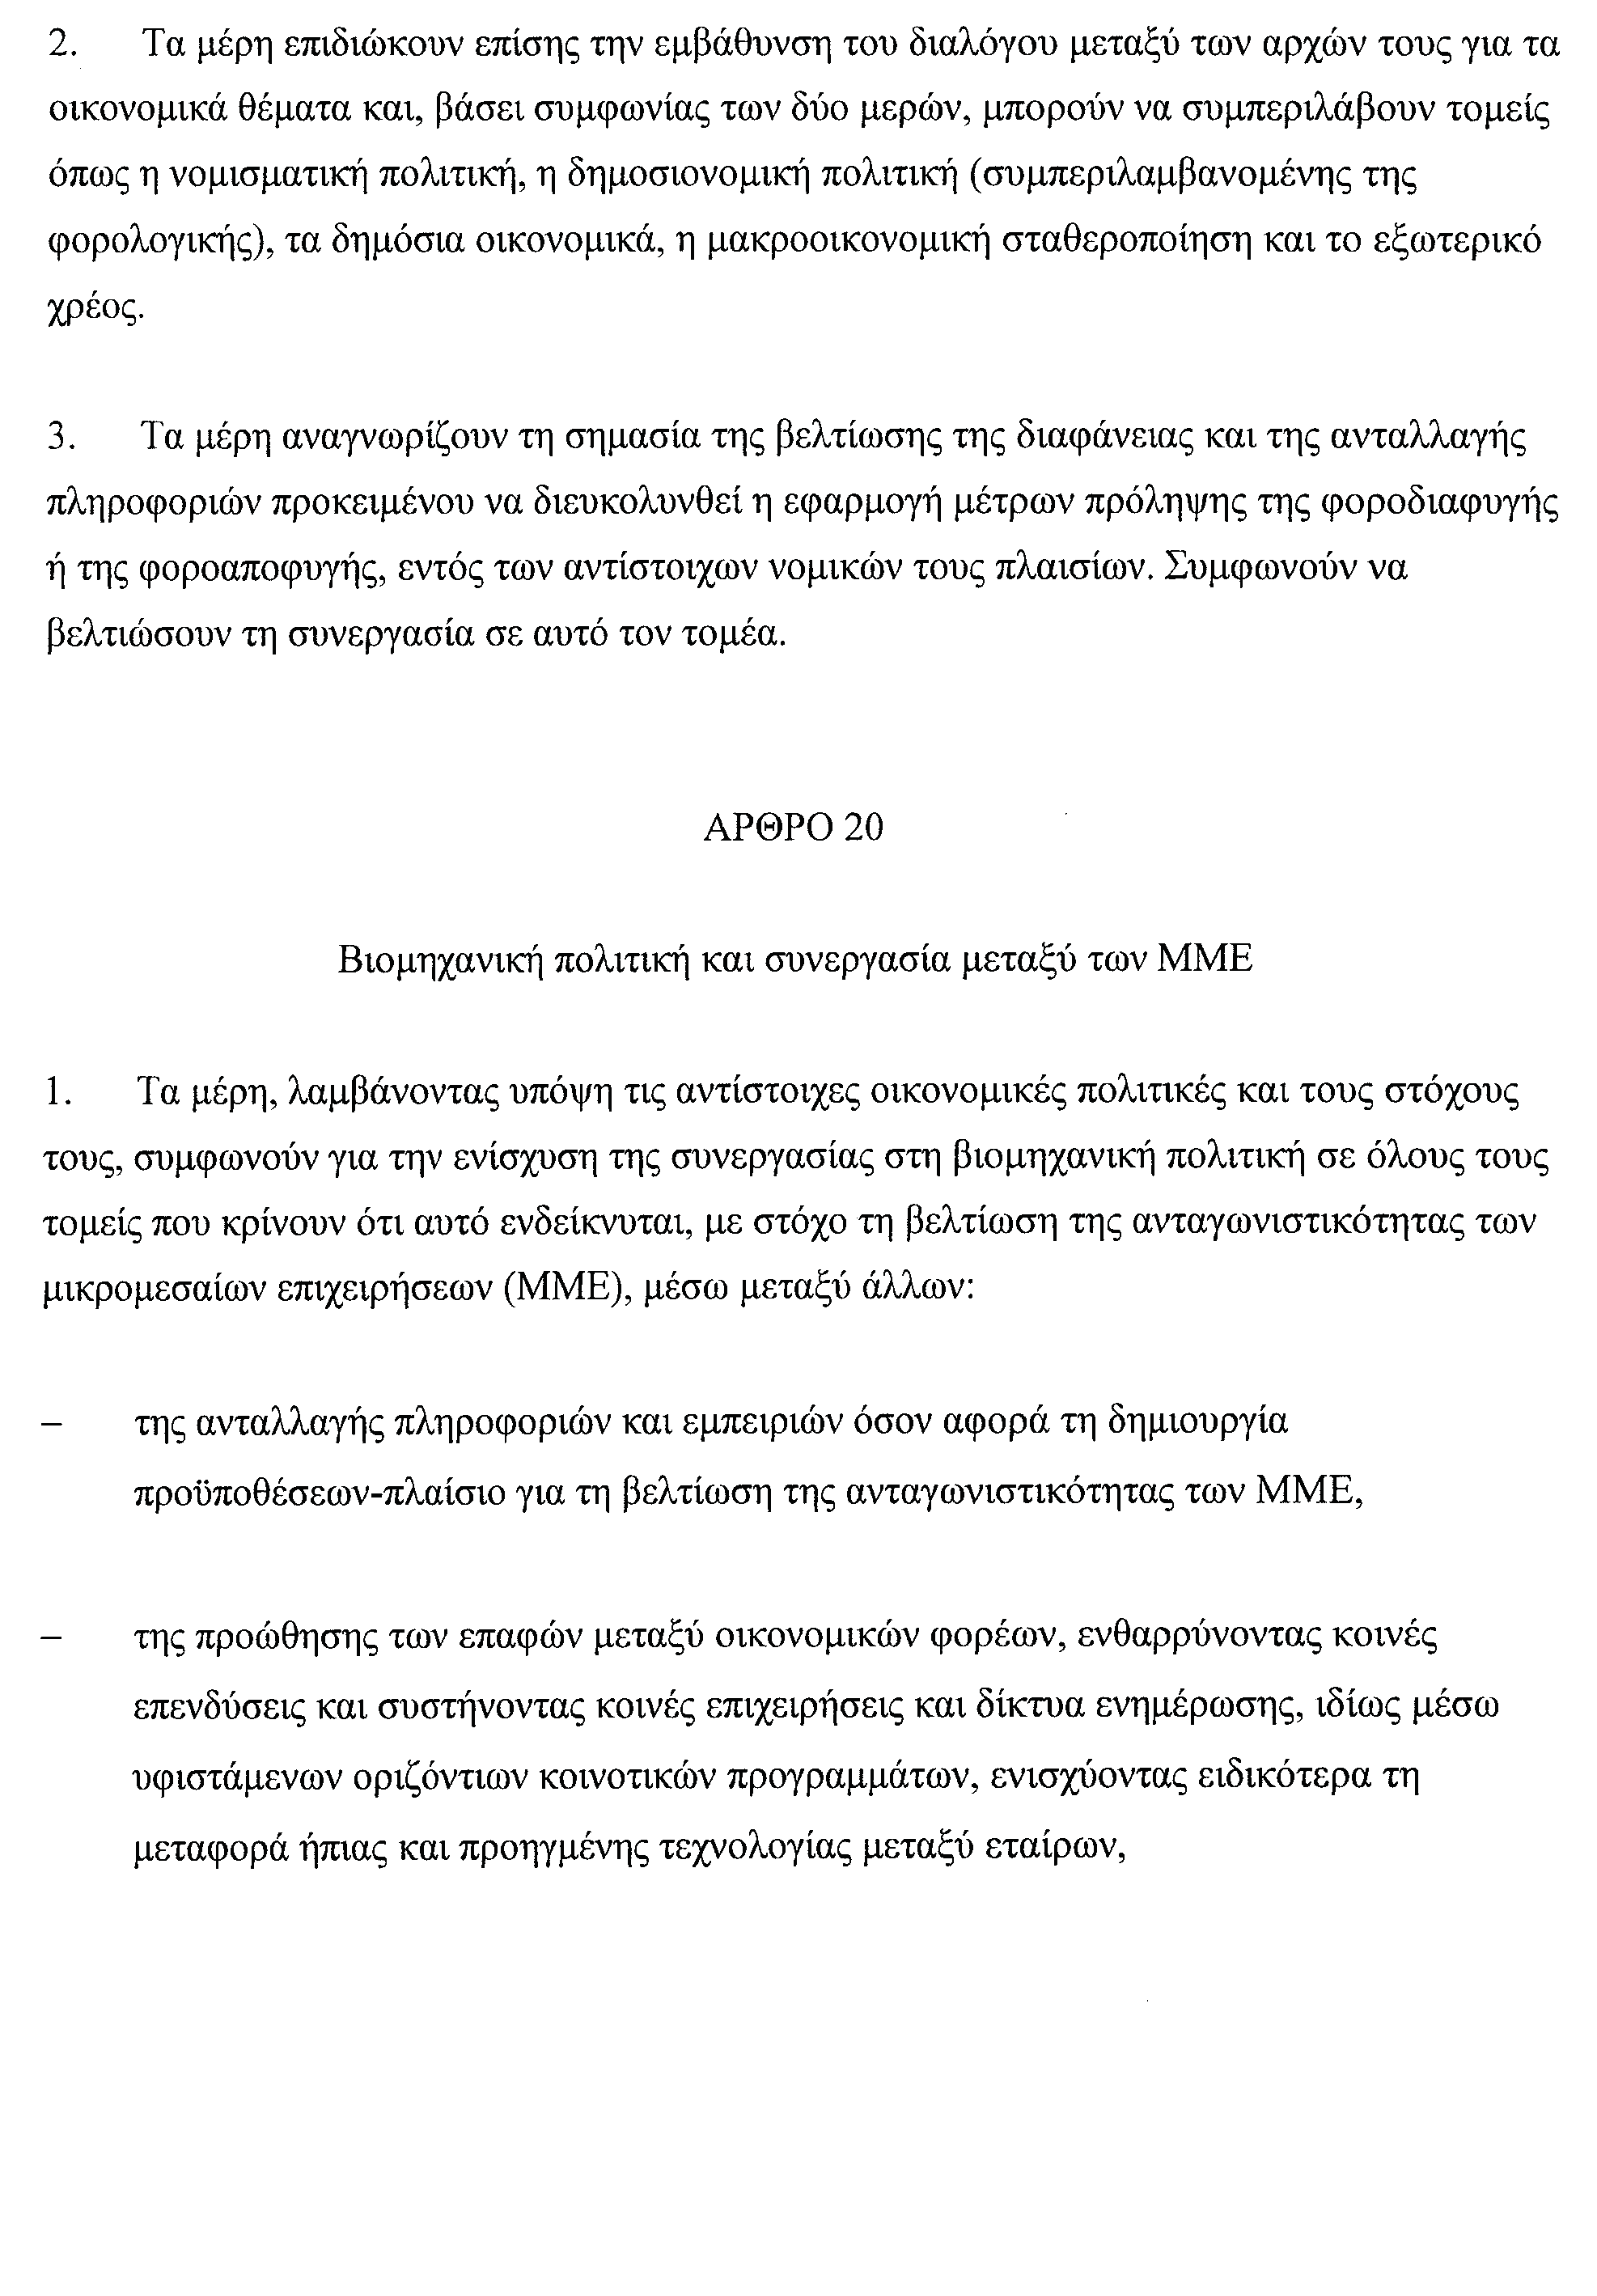 2. Τα μέρη επιδιώκουν επίσης την εμβάθυνση του διαλόγου μεταξύ των αρχών τους για τα
οικονομικά θέματα και, βάσει συμφωνίας των δύο μερών, μπορούν να συμπεριλάβουν τομείς
όπως η νομισματική πολιτική, η δημοσιονομική πολιτική (συμπεριλαμβανομένης της
φορολογικής), τα δημόσια οικονομικά, η μακροοικονομική σταθεροποίηση και το εξωτερικό
χρέος.
3. Τα μέρη αναγνωρίζουν τη σημασία της βελτίωσης της διαφάνειας και της ανταλλαγής
πληροφοριών προκειμένου να διευκολυνθεί η εφαρμογή μέτρων πρόληψης της φοροδιαφυγής
ή της φοροαποφυγής, εντός των αντίστοιχων νομικών τους πλαισίων. Συμφωνούν να
βελτιώσουν τη συνεργασία σε αυτό τον τομέα.
ΑΡΘΡΟ 20
Βιομηχανική πολιτική και συνεργασία μεταξύ των ΜΜΕ
1. Τα μέρη, λαμβάνοντας υπόψη τις αντίστοιχες οικονομικές πολιτικές και τους στόχους
τους, συμφωνούν για την ενίσχυση της συνεργασίας στη βιομηχανική πολιτική σε όλους τους
τομείς που κρίνουν ότι αυτό ενδείκνυται, με στόχο τη βελτίωση της ανταγωνιστικότητας των
μικρομεσαίων επιχειρήσεων (ΜΜΕ), μέσω μεταξύ άλλων:
– της ανταλλαγής πληροφοριών και εμπειριών όσον αφορά τη δημιουργία
προϋποθέσεων-πλαίσιο για τη βελτίωση της ανταγωνιστικότητας των ΜΜΕ,
– της προώθησης των επαφών μεταξύ οικονομικών φορέων, ενθαρρύνοντας κοινές
επενδύσεις και συστήνοντας κοινές επιχειρήσεις και δίκτυα ενημέρωσης, ιδίως μέσω
υφιστάμενων οριζόντιων κοινοτικών προγραμμάτων, ενισχύοντας ειδικότερα τη
μεταφορά ήπιας και προηγμένης τεχνολογίας μεταξύ εταίρων,